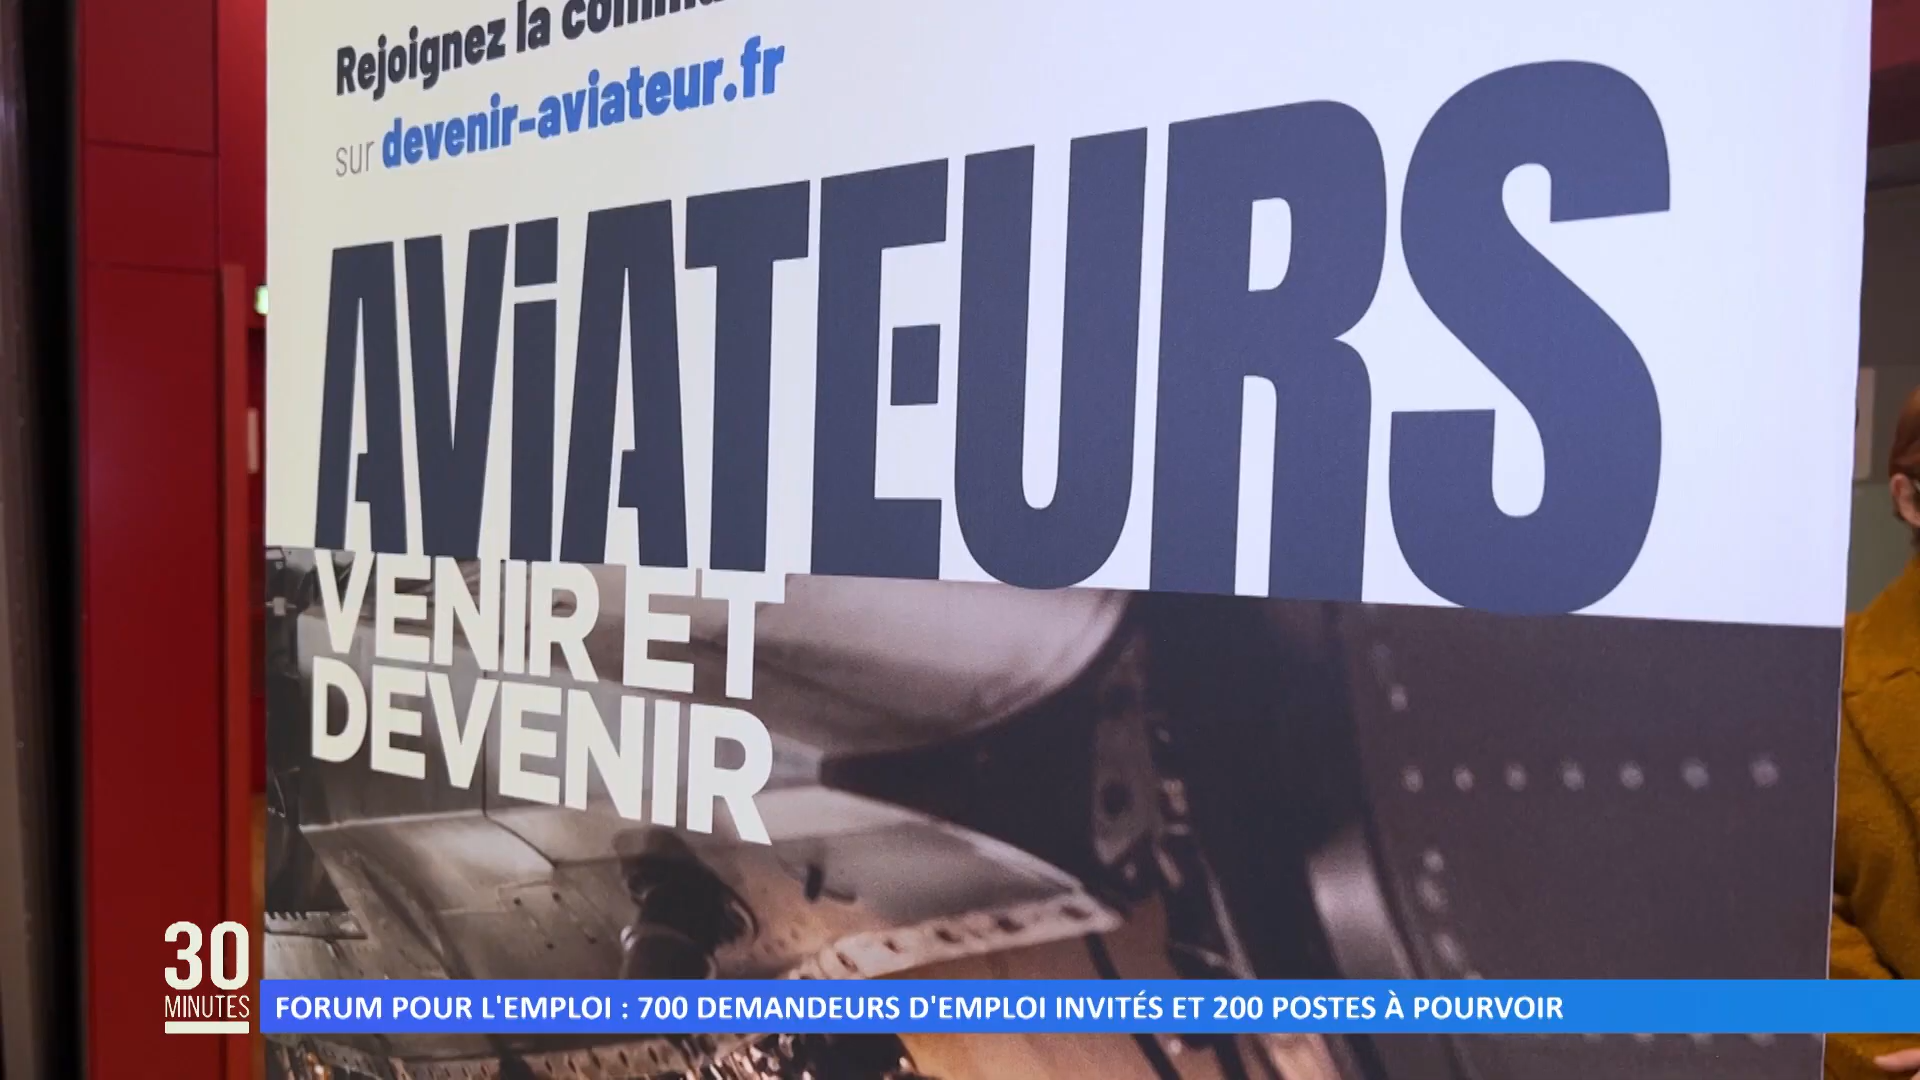 Rejoignez la
sur devenir-aviateur.fr
AViATEURS
VENIR ET
DEVENIR
30
MINUTES
FORUM POUR L'EMPLOI : 700 DEMANDEURS D'EMPLOI INVITÉS ET 200 POSTES À POURVOIR